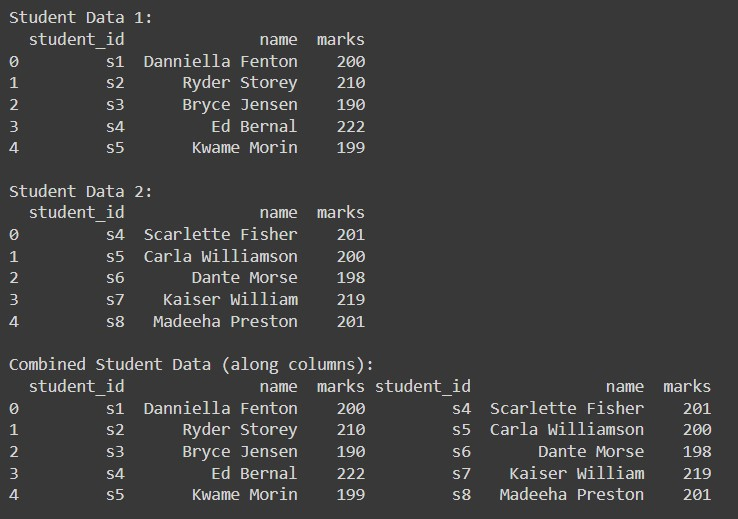 Student Data 1:
  student_id              name  marks
0         s1  Danniella Fenton    200
1         s2      Ryder Storey    210
2         s3      Bryce Jensen    190
3         s4         Ed Bernal    222
4         s5       Kwame Morin    199

Student Data 2:
  student_id              name  marks
0         s4  Scarlette Fisher    201
1         s5  Carla Williamson    200
2         s6       Dante Morse    198
3         s7    Kaiser William    219
4         s8   Madeeha Preston    201

Combined Student Data (along columns):
  student_id              name  marks student_id              name  marks
0         s1  Danniella Fenton    200         s4  Scarlette Fisher    201
1         s2      Ryder Storey    210         s5  Carla Williamson    200
2         s3      Bryce Jensen    190         s6       Dante Morse    198
3         s4         Ed Bernal    222         s7    Kaiser William    219
4         s5       Kwame Morin    199         s8   Madeeha Preston    201